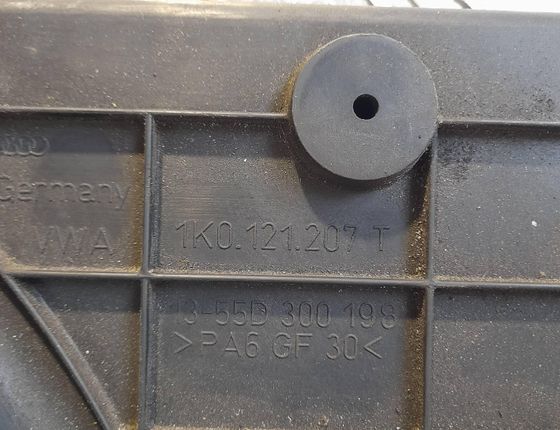 Germany
VWA
1K0.121.207 T
13-55D 300 198
>PA6 GF 30<